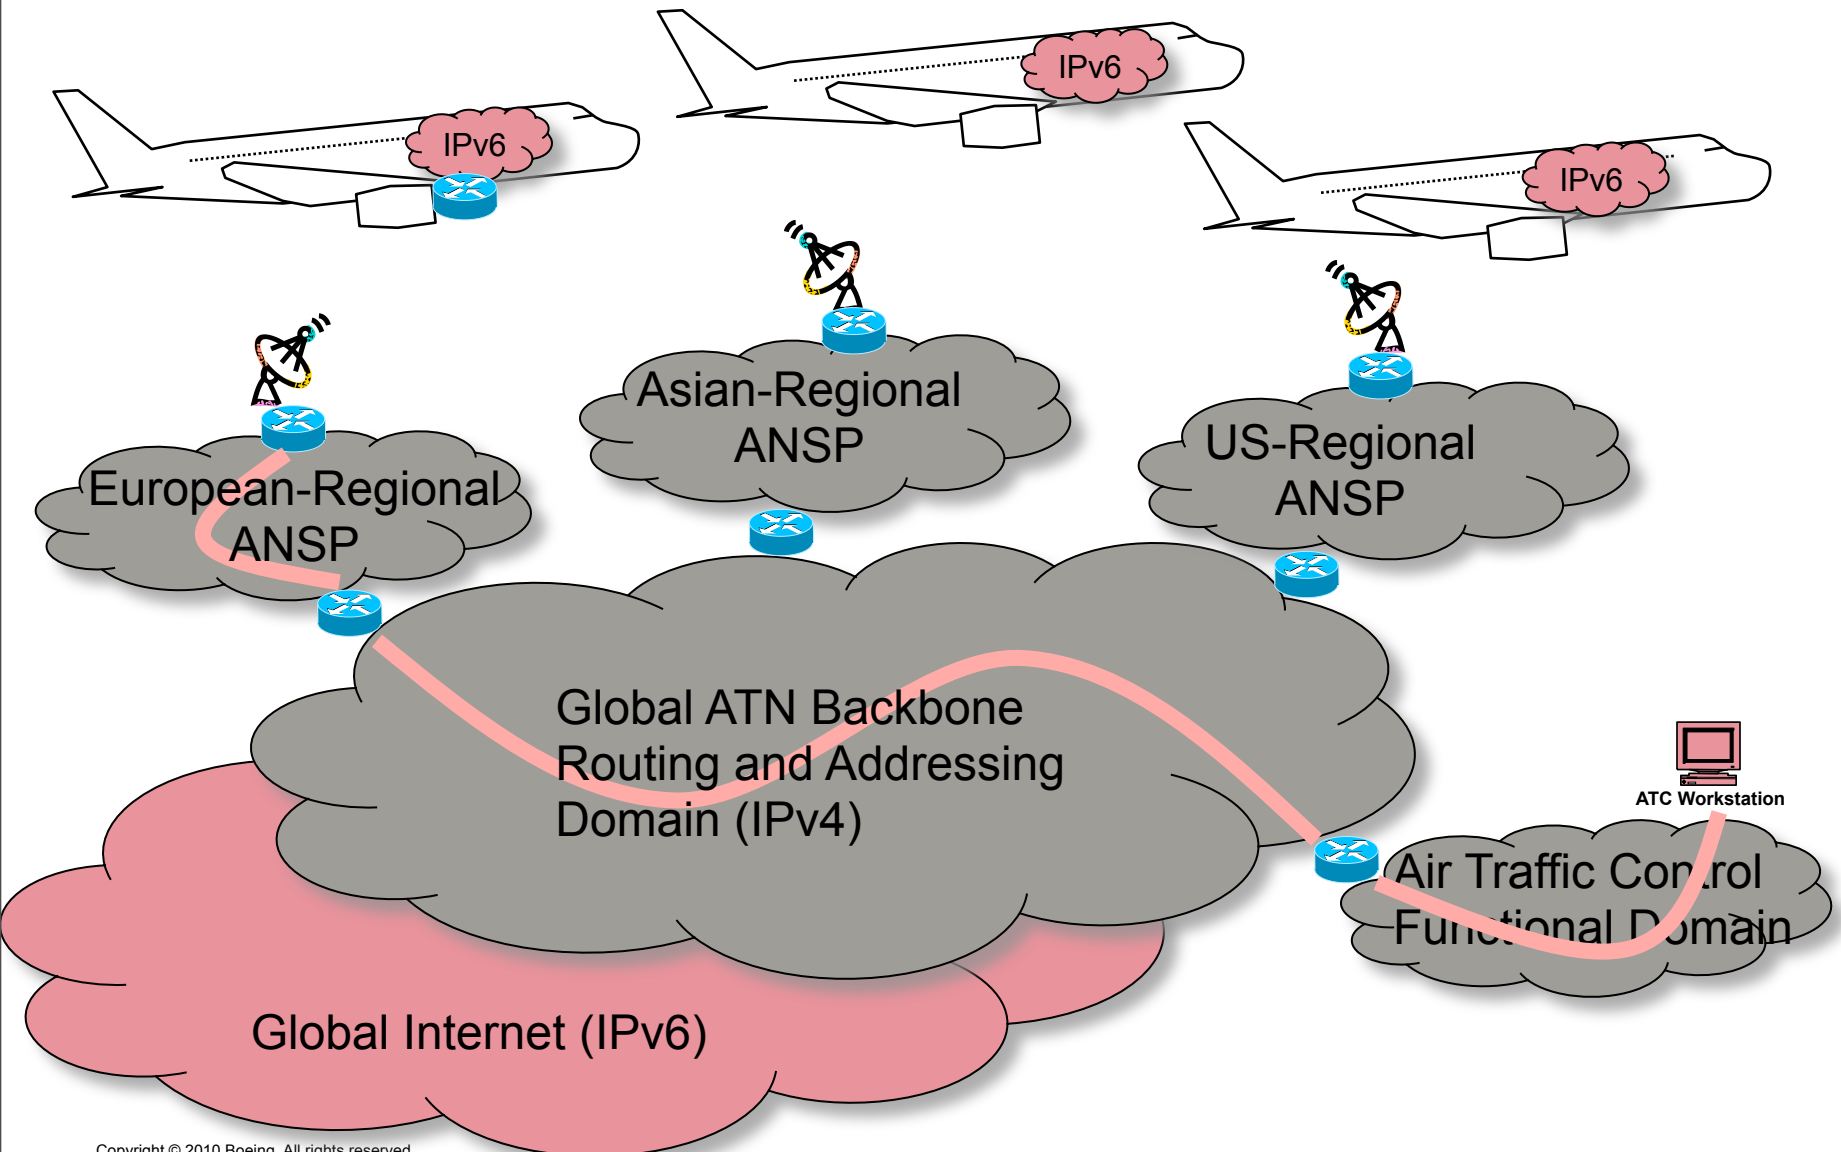 IPv6
IPv6
IPv6
Asian-Regional
ANSP
US-Regional
ANSP
European-Regional
ANSP
Global ATN Backbone
Routing and Addressing
Domain (IPv4)
ATC Workstation
Air Traffic Control
Functional Domain
Global Internet (IPv6)
Copyright © 2010 Boeing. All rights reserved.